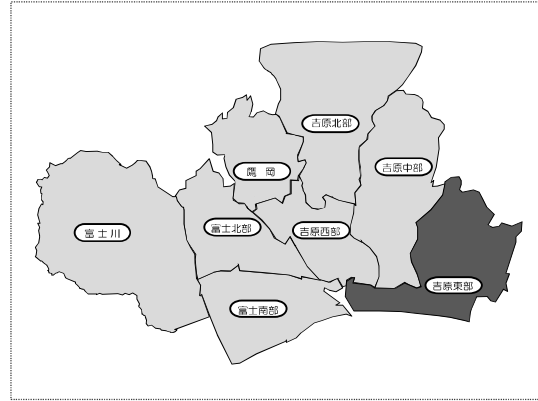 吉原北部
吉原中部
鷹 岡
富士川
富士北部
吉原西部
吉原東部
富士南部